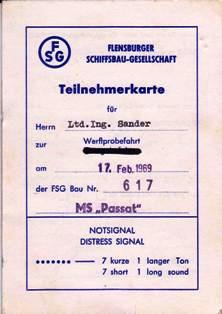 FSG
FLENSBURGER
SCHIFFSBAU-GESELLSCHAFT
Teilnehmerkarte
für
Herrn Ltd.Ing. Sander
zur Werftprobefahrt
am 17. Feb. 1969
der FSG Bau Nr. 617
MS „Passat"
NOTSIGNAL
DISTRESS SIGNAL
7 kurze 1 langer Ton
7 short 1 long sound